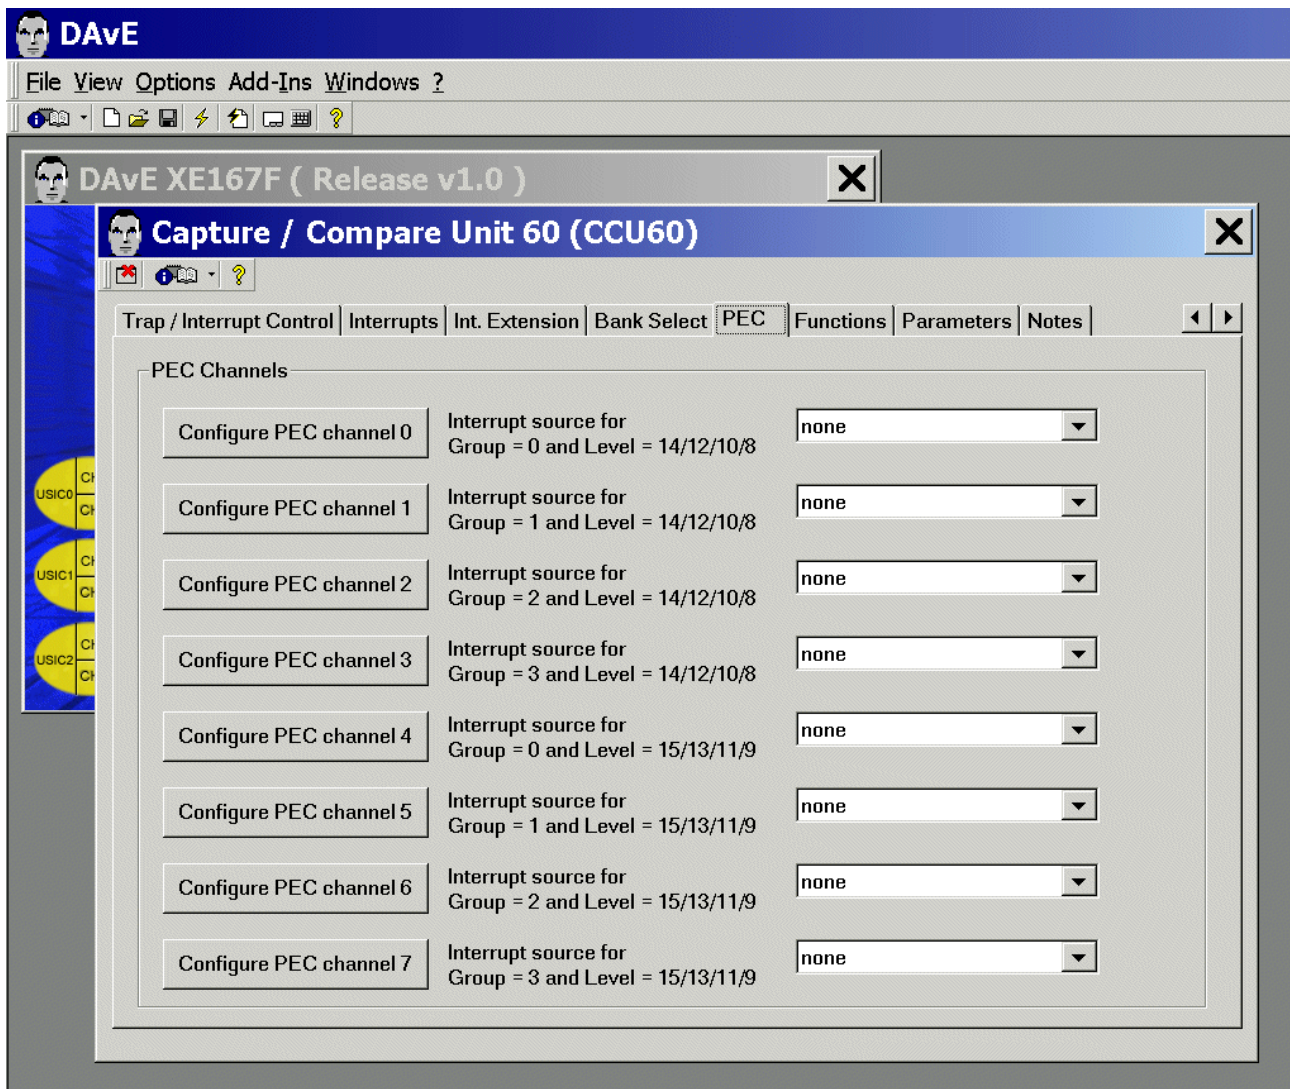 DAvE
File View Options Add-Ins Windows ?
DAvE XE167F ( Release v1.0 )
Capture / Compare Unit 60 (CCU60)
Trap / Interrupt Control Interrupts Int. Extension Bank Select PEC Functions Parameters Notes
PEC Channels
Configure PEC channel 0
Interrupt source for
Group = 0 and Level = 14/12/10/8
none
Configure PEC channel 1
Interrupt source for
Group = 1 and Level = 14/12/10/8
none
Configure PEC channel 2
Interrupt source for
Group = 2 and Level = 14/12/10/8
none
Configure PEC channel 3
Interrupt source for
Group = 3 and Level = 14/12/10/8
none
Configure PEC channel 4
Interrupt source for
Group = 0 and Level = 15/13/11/9
none
Configure PEC channel 5
Interrupt source for
Group = 1 and Level = 15/13/11/9
none
Configure PEC channel 6
Interrupt source for
Group = 2 and Level = 15/13/11/9
none
Configure PEC channel 7
Interrupt source for
Group = 3 and Level = 15/13/11/9
none
USIC0
USIC1
USIC2